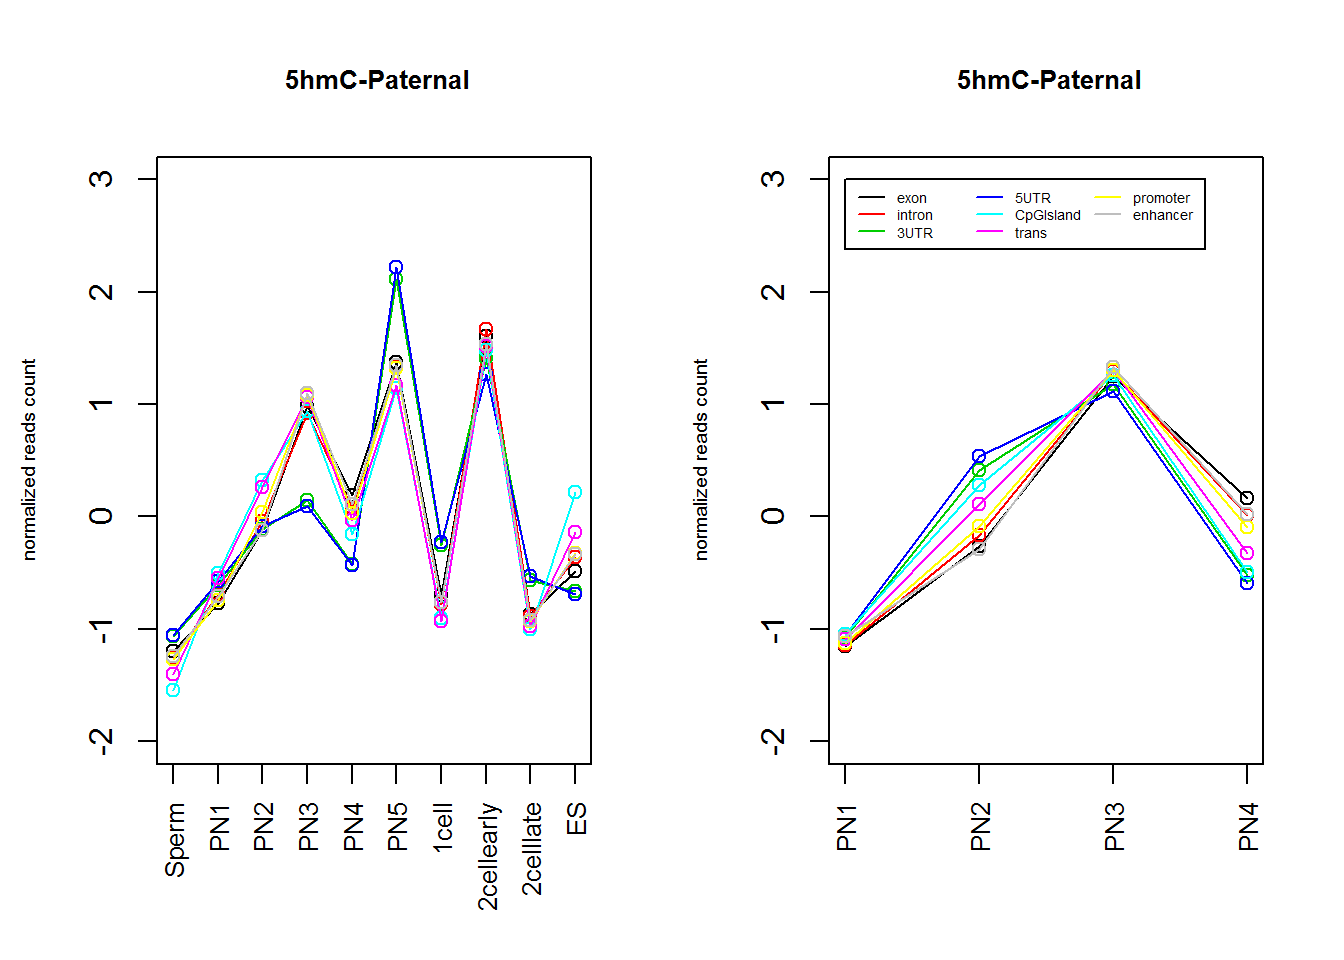 5hmC-Paternal
normalized reads count
3
2
1
0
-1
-2
Sperm
PN1
PN2
PN3
PN4
PN5
1cell
2cellearly
2celllate
ES
5hmC-Paternal
normalized reads count
3
2
1
0
-1
-2
exon
intron
3UTR
5UTR
CpGIsland
trans
promoter
enhancer
PN1
PN2
PN3
PN4